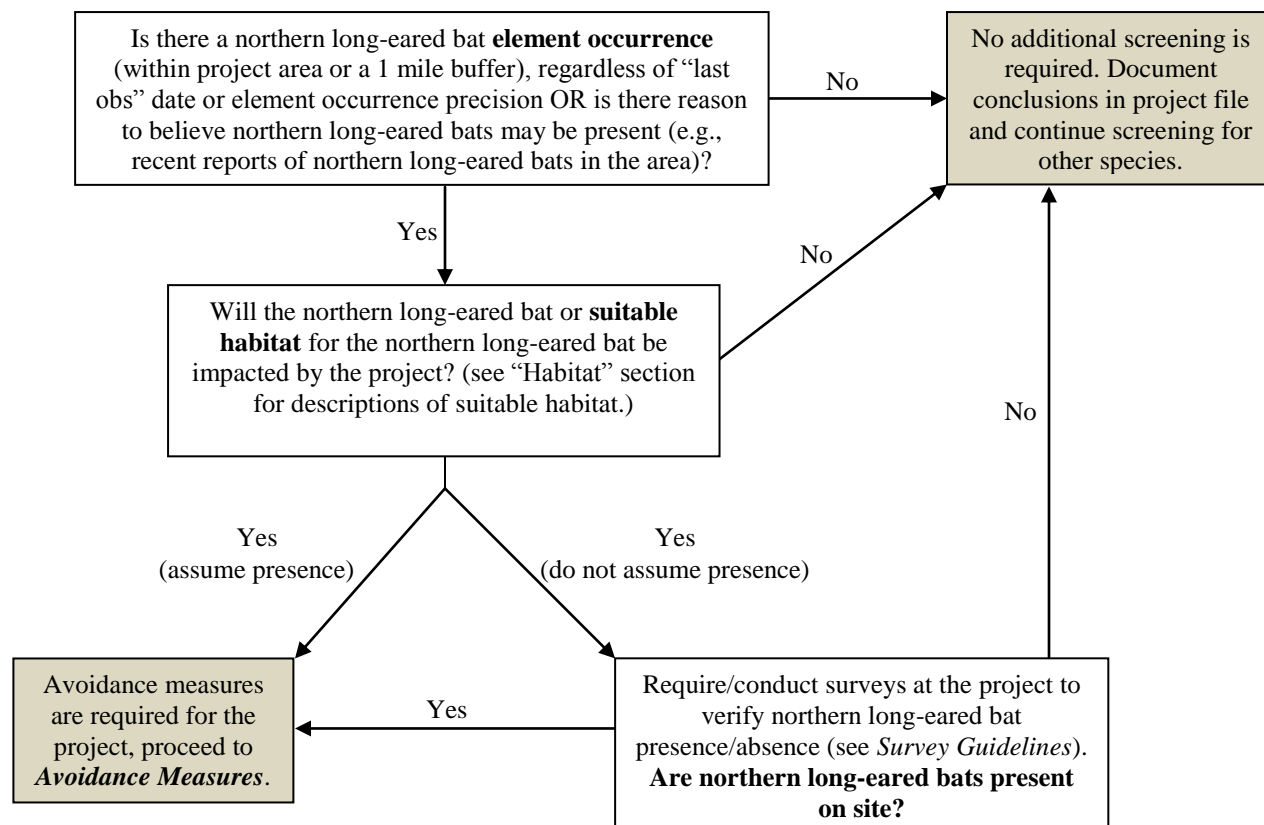 Is there a northern long-eared bat element occurrence
(within project area or a 1 mile buffer), regardless of “last
obs” date or element occurrence precision OR is there reason
to believe northern long-eared bats may be present (e.g.,
recent reports of northern long-eared bats in the area)?
No
No additional screening is
required. Document
conclusions in project file
and continue screening for
other species.
Yes
No
Will the northern long-eared bat or suitable
habitat for the northern long-eared bat be
impacted by the project? (see “Habitat” section
for descriptions of suitable habitat.)
No
Yes
(assume presence)
Yes
(do not assume presence)
Avoidance measures
are required for the
project, proceed to
Avoidance Measures.
Yes
Require/conduct surveys at the project to
verify northern long-eared bat
presence/absence (see Survey Guidelines).
Are northern long-eared bats present
on site?